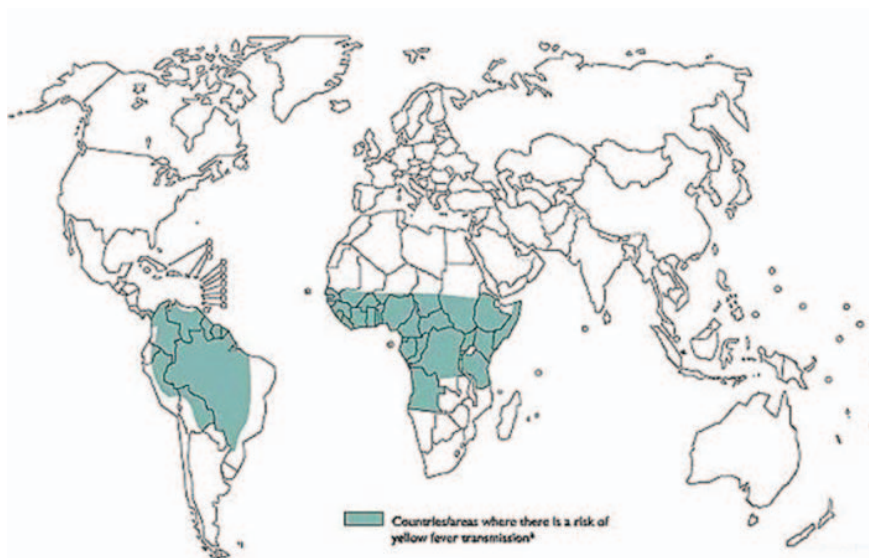 Countries/areas where there is a risk of
yellow fever transmission*